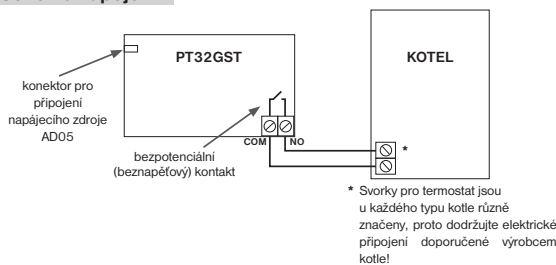 PT32GST
KOTEL
konektor pro
připojení
napájecího zdroje
AD05
COM
NO
bezpotenciální
(beznapěťový) kontakt
*
* Svorky pro termostat jsou
u každého typu kotle různě
značeny, proto dodržujte elektrické
připojení doporučené výrobcem
kotle!